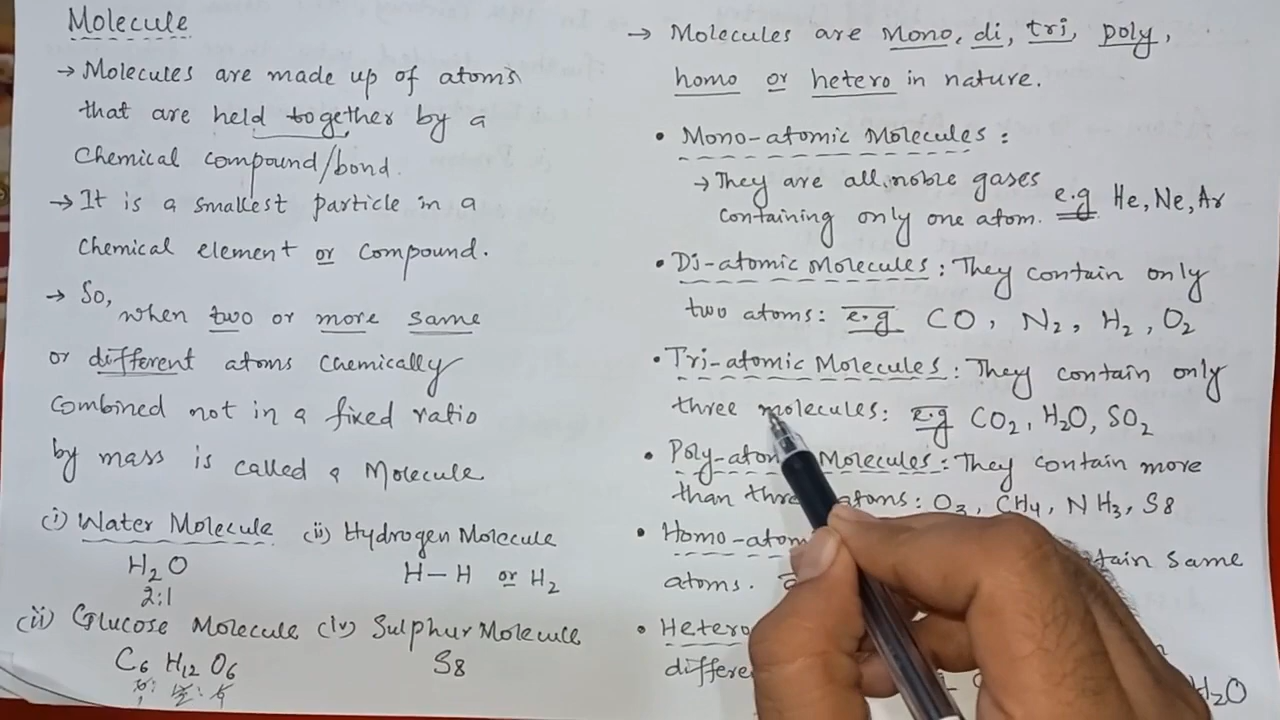 Molecule
→ Molecules are made up of atoms
that are held together by a
Chemical compound/bond.
→ It is a smallest particle in a
Chemical element or compound.
→ So, when two or more same
or different atoms chemically
combined not in a fixed ratio
by mass is called a Molecule
(i) Water Molecule (ii) Hydrogen Molecule
H2O H-H or H2
2:1
(ii) Glucose Molecule (iv) Sulphur Molecule
C6 H12 O6 S8
→ Molecules are Mono, di, tri, poly,
homo or hetero in nature.
• Mono-atomic Molecules:
→ They are all noble gases
containing only one atom. e.g He, Ne, Ar
• Di-atomic Molecules: They contain only
two atoms: e.g CO, N2, H2, O2
• Tri-atomic Molecules: They contain only
three molecules: e.g CO2, H2O, SO2
• Poly-atom Molecules: They contain more
than three atoms: O3, CH4, NH3, S8
• Homo-atom tain same
atoms.
• Hetero
differe H2O